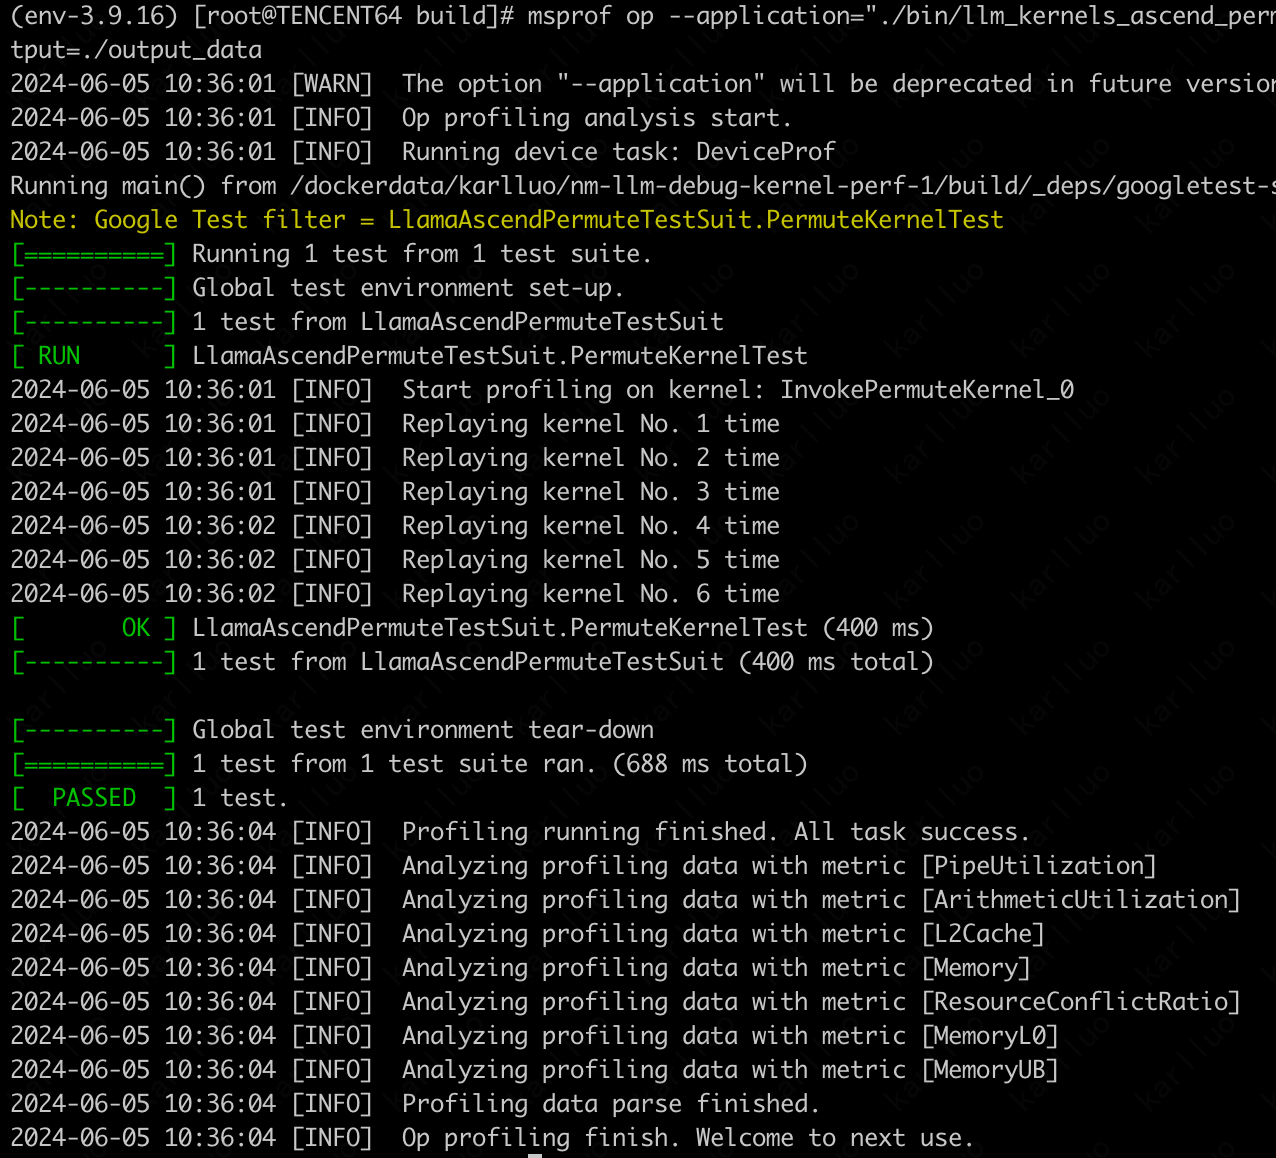 (env-3.9.16) [root@TENCENT64 build]# msprof op --application="./bin/llm_kernels_ascend_perm
tput=./output_data
2024-06-05 10:36:01 [WARN]  The option "--application" will be deprecated in future version
2024-06-05 10:36:01 [INFO]  Op profiling analysis start.
2024-06-05 10:36:01 [INFO]  Running device task: DeviceProf
Running main() from /dockerdata/karlluo/nm-llm-debug-kernel-perf-1/build/_deps/googletest-s
Note: Google Test filter = LlamaAscendPermuteTestSuit.PermuteKernelTest
[==========] Running 1 test from 1 test suite.
[----------] Global test environment set-up.
[----------] 1 test from LlamaAscendPermuteTestSuit
[ RUN      ] LlamaAscendPermuteTestSuit.PermuteKernelTest
2024-06-05 10:36:01 [INFO]  Start profiling on kernel: InvokePermuteKernel_0
2024-06-05 10:36:01 [INFO]  Replaying kernel No. 1 time
2024-06-05 10:36:01 [INFO]  Replaying kernel No. 2 time
2024-06-05 10:36:01 [INFO]  Replaying kernel No. 3 time
2024-06-05 10:36:02 [INFO]  Replaying kernel No. 4 time
2024-06-05 10:36:02 [INFO]  Replaying kernel No. 5 time
2024-06-05 10:36:02 [INFO]  Replaying kernel No. 6 time
[       OK ] LlamaAscendPermuteTestSuit.PermuteKernelTest (400 ms)
[----------] 1 test from LlamaAscendPermuteTestSuit (400 ms total)

[----------] Global test environment tear-down
[==========] 1 test from 1 test suite ran. (688 ms total)
[  PASSED  ] 1 test.
2024-06-05 10:36:04 [INFO]  Profiling running finished. All task success.
2024-06-05 10:36:04 [INFO]  Analyzing profiling data with metric [PipeUtilization]
2024-06-05 10:36:04 [INFO]  Analyzing profiling data with metric [ArithmeticUtilization]
2024-06-05 10:36:04 [INFO]  Analyzing profiling data with metric [L2Cache]
2024-06-05 10:36:04 [INFO]  Analyzing profiling data with metric [Memory]
2024-06-05 10:36:04 [INFO]  Analyzing profiling data with metric [ResourceConflictRatio]
2024-06-05 10:36:04 [INFO]  Analyzing profiling data with metric [MemoryL0]
2024-06-05 10:36:04 [INFO]  Analyzing profiling data with metric [MemoryUB]
2024-06-05 10:36:04 [INFO]  Profiling data parse finished.
2024-06-05 10:36:04 [INFO]  Op profiling finish. Welcome to next use.